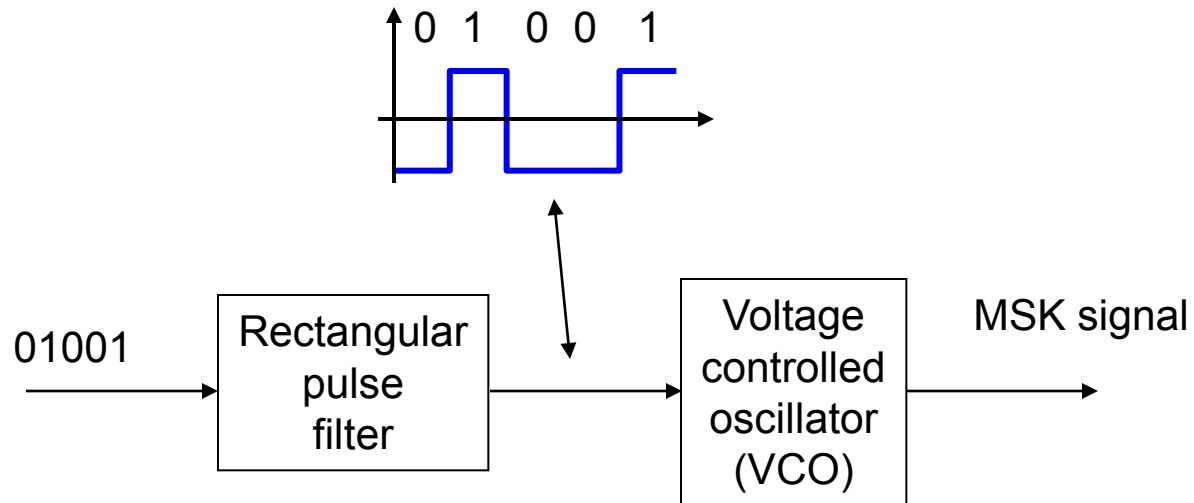 0 1 0 0 1
01001
Rectangular
pulse
filter
Voltage
controlled
oscillator
(VCO)
MSK signal